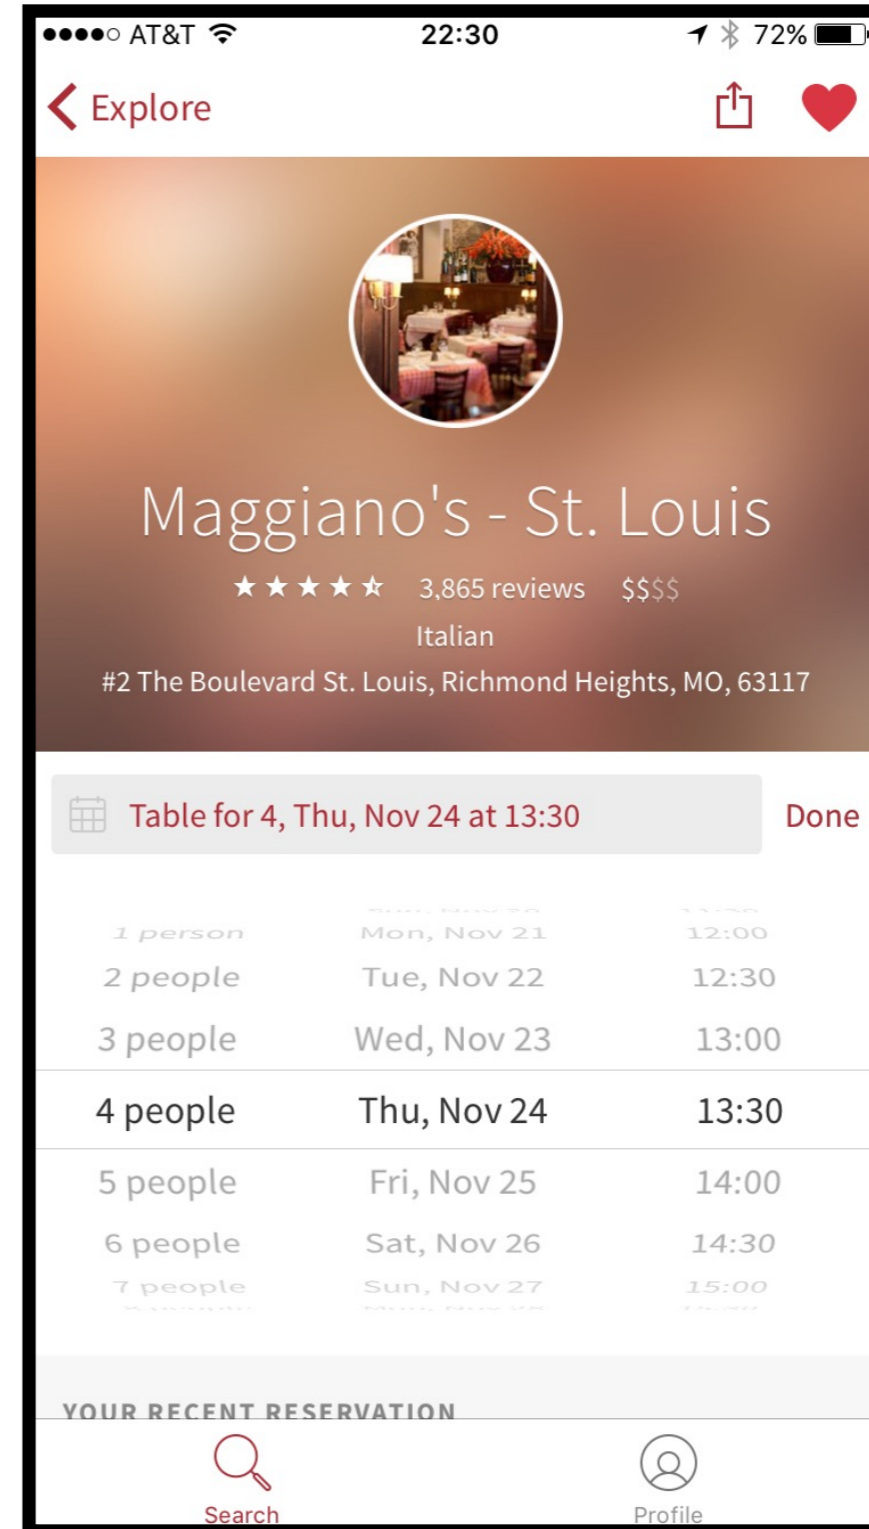 AT&T 22:30 72%
Explore
Maggiano's - St. Louis
3,865 reviews $$$$
Italian
#2 The Boulevard St. Louis, Richmond Heights, MO, 63117
Table for 4, Thu, Nov 24 at 13:30 Done
1 person Mon, Nov 21 12:00
2 people Tue, Nov 22 12:30
3 people Wed, Nov 23 13:00
4 people Thu, Nov 24 13:30
5 people Fri, Nov 25 14:00
6 people Sat, Nov 26 14:30
7 people Sun, Nov 27 15:00
YOUR RECENT RESERVATION
Search Profile